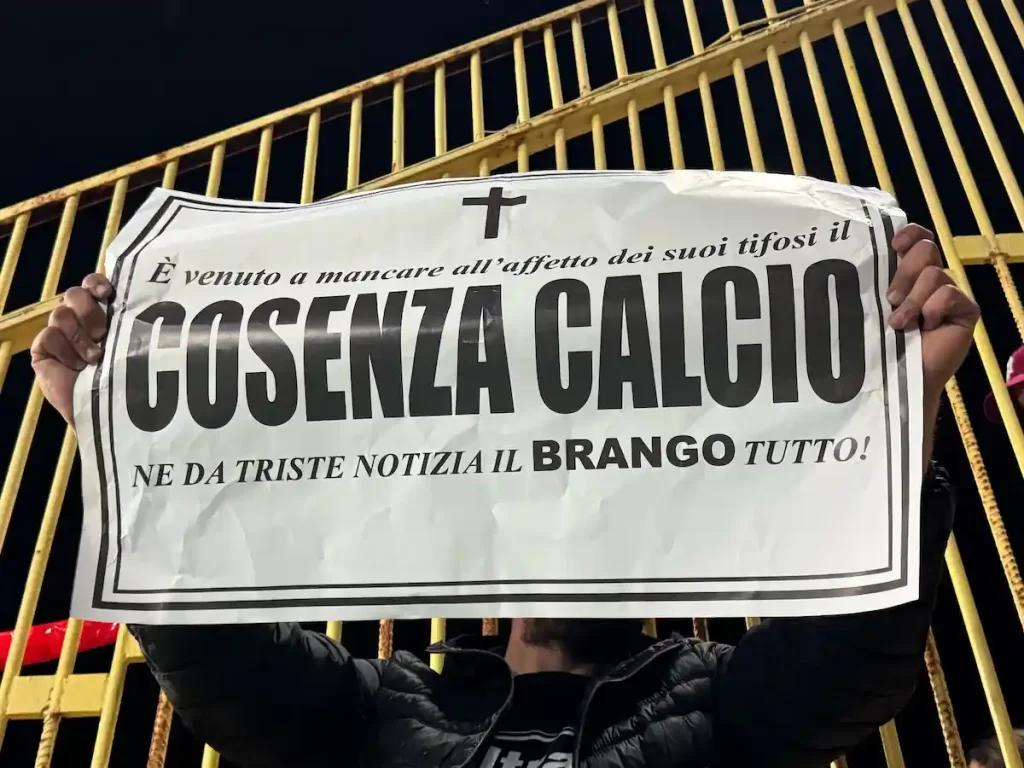 È venuto a mancare all'affetto dei suoi tifosi il
COSENZA CALCIO
NE DA TRISTE NOTIZIA IL BRANGO TUTTO!